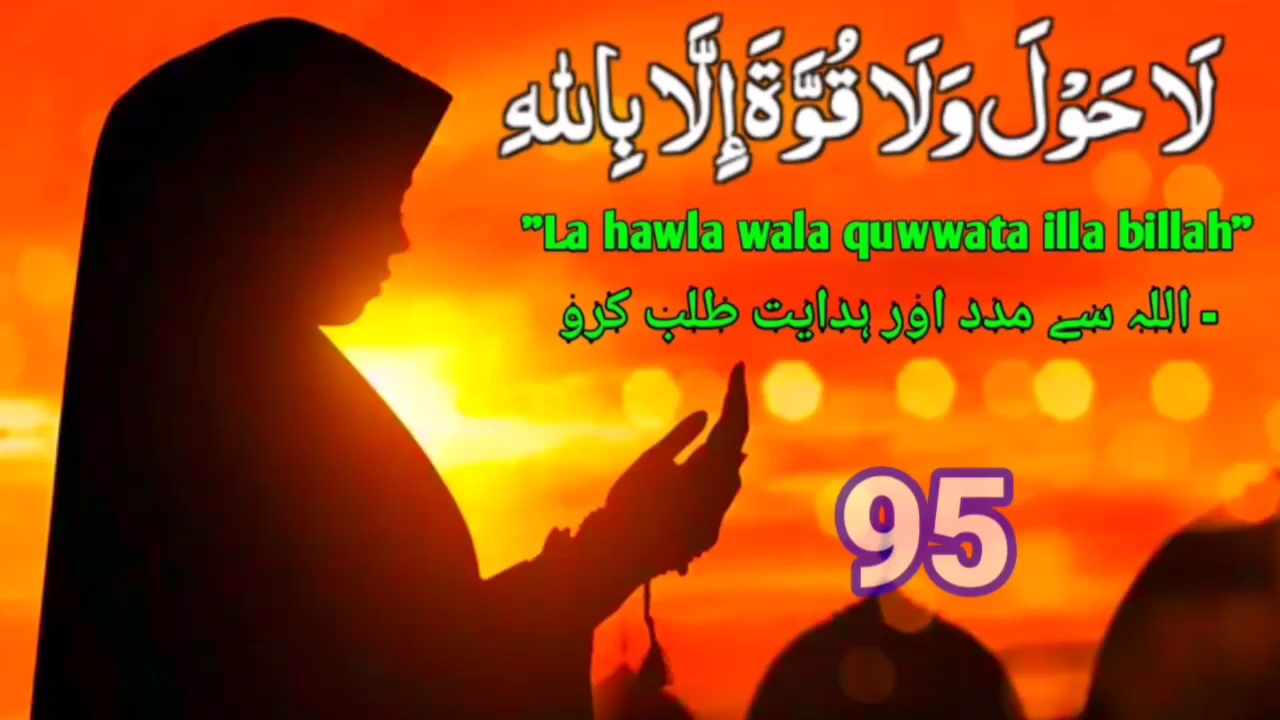 لَا حَوْلَ وَلَا قُوَّةَ إِلَّا بِاللهِ
"La hawla wala quwwata illa billah"
- اللہ سے مدد اور ہدایت طلب کرو
95